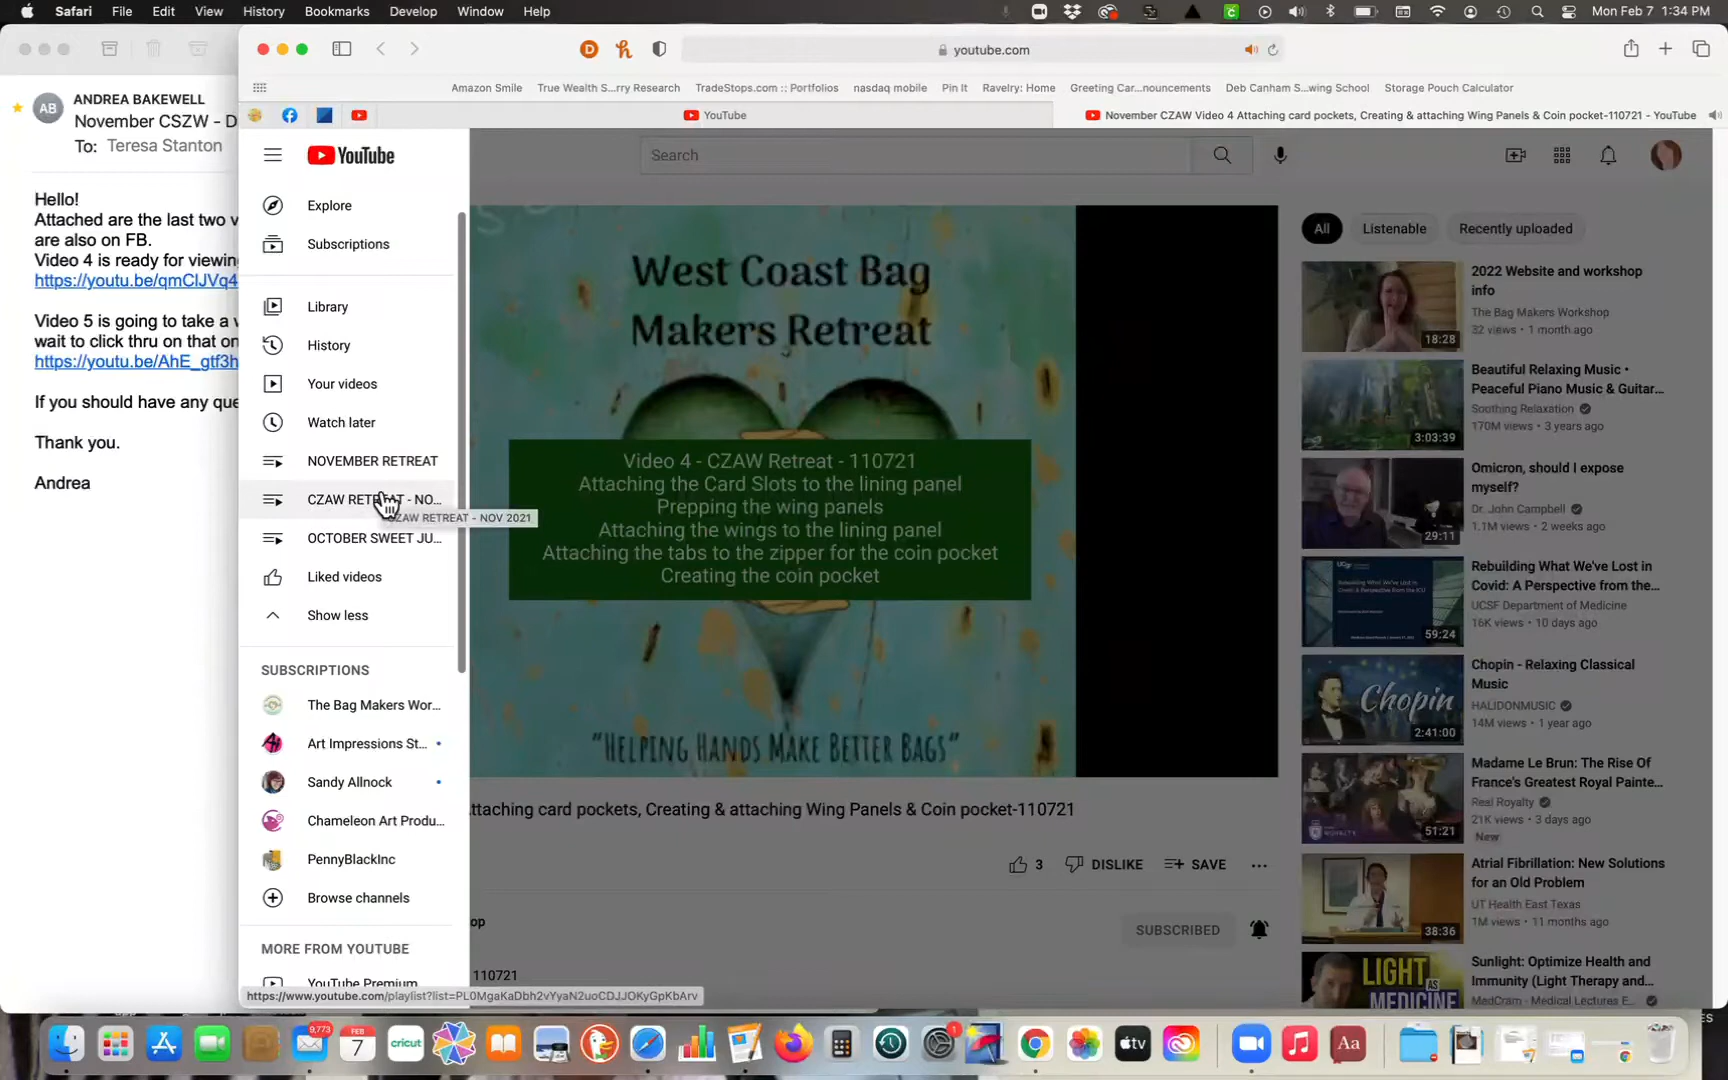 Safari File Edit View History Bookmarks Develop Window Help
Mon Feb 7 1:34 PM
youtube.com
Amazon Smile True Wealth S...rry Research TradeStops.com :: Portfolios nasdaq mobile Pin It Ravelry: Home Greeting Car...nouncements Deb Canham S...wing School Storage Pouch Calculator
YouTube
November CZAW Video 4 Attaching card pockets, Creating & attaching Wing Panels & Coin pocket-110721 - YouTube
AB
ANDREA BAKEWELL
November CSZW - D
To: Teresa Stanton
Hello!
Attached are the last two v
are also on FB.
Video 4 is ready for viewing
https://youtu.be/qmClJVq4
Video 5 is going to take a v
wait to click thru on that on
https://youtu.be/AhE_gtf3h
If you should have any que
Thank you.
Andrea
YouTube
Search
Explore
Subscriptions
Library
History
Your videos
Watch later
NOVEMBER RETREAT
CZAW RETREAT - NO...
CZAW RETREAT - NOV 2021
OCTOBER SWEET JU...
Liked videos
Show less
SUBSCRIPTIONS
The Bag Makers Wor...
Art Impressions St...
Sandy Allnock
Chameleon Art Produ...
PennyBlackInc
Browse channels
MORE FROM YOUTUBE
YouTube Premium
https://www.youtube.com/playlist?list=PL0MgaKaDbh2vYyaN2uoCDJJOKyGpKbArv
West Coast Bag
Makers Retreat
Video 4 - CZAW Retreat - 110721
Attaching the Card Slots to the lining panel
Prepping the wing panels
Attaching the wings to the lining panel
Attaching the tabs to the zipper for the coin pocket
Creating the coin pocket
"HELPING HANDS MAKE BETTER BAGS"
ttaching card pockets, Creating & attaching Wing Panels & Coin pocket-110721
3 DISLIKE SAVE
op
SUBSCRIBED
110721
All Listenable Recently uploaded
2022 Website and workshop
info
The Bag Makers Workshop
32 views • 1 month ago
18:28
Beautiful Relaxing Music •
Peaceful Piano Music & Guitar...
Soothing Relaxation
170M views • 3 years ago
3:03:39
Omicron, should I expose
myself?
Dr. John Campbell
1.1M views • 2 weeks ago
29:11
Rebuilding What We've Lost in
Covid: A Perspective from the...
UCSF Department of Medicine
16K views • 10 days ago
59:24
Chopin - Relaxing Classical
Music
HALIDONMUSIC
14M views • 1 year ago
Chopin
2:41:00
Madame Le Brun: The Rise Of
France's Greatest Royal Painte...
Real Royalty
21K views • 3 days ago
New
51:21
Atrial Fibrillation: New Solutions
for an Old Problem
UT Health East Texas
1M views • 11 months ago
38:36
Sunlight: Optimize Health and
Immunity (Light Therapy and...
MedCram - Medical Lectures E...
LIGHT
AS
MEDICINE
9,773
FEB
7
cricut
1
tv
Aa